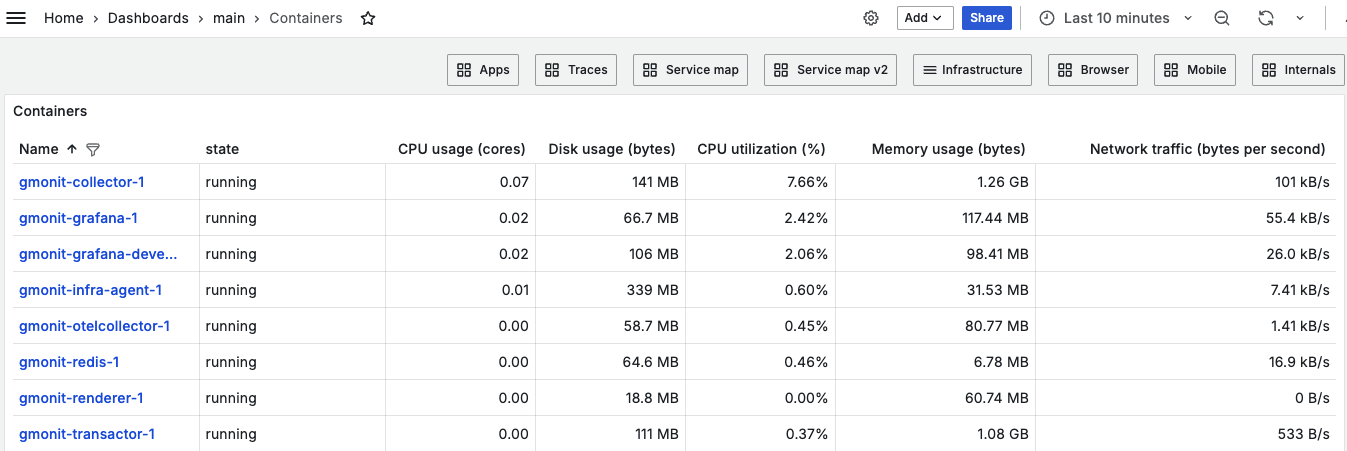 Home › Dashboards › main › Containers Add Share Last 10 minutes
Apps Traces Service map Service map v2 Infrastructure Browser Mobile Internals
Containers
Name state CPU usage (cores) Disk usage (bytes) CPU utilization (%) Memory usage (bytes) Network traffic (bytes per second)
gmonit-collector-1 running 0.07 141 MB 7.66% 1.26 GB 101 kB/s
gmonit-grafana-1 running 0.02 66.7 MB 2.42% 117.44 MB 55.4 kB/s
gmonit-grafana-deve... running 0.02 106 MB 2.06% 98.41 MB 26.0 kB/s
gmonit-infra-agent-1 running 0.01 339 MB 0.60% 31.53 MB 7.41 kB/s
gmonit-otelcollector-1 running 0.00 58.7 MB 0.45% 80.77 MB 1.41 kB/s
gmonit-redis-1 running 0.00 64.6 MB 0.46% 6.78 MB 16.9 kB/s
gmonit-renderer-1 running 0.00 18.8 MB 0.00% 60.74 MB 0 B/s
gmonit-transactor-1 running 0.00 111 MB 0.37% 1.08 GB 533 B/s